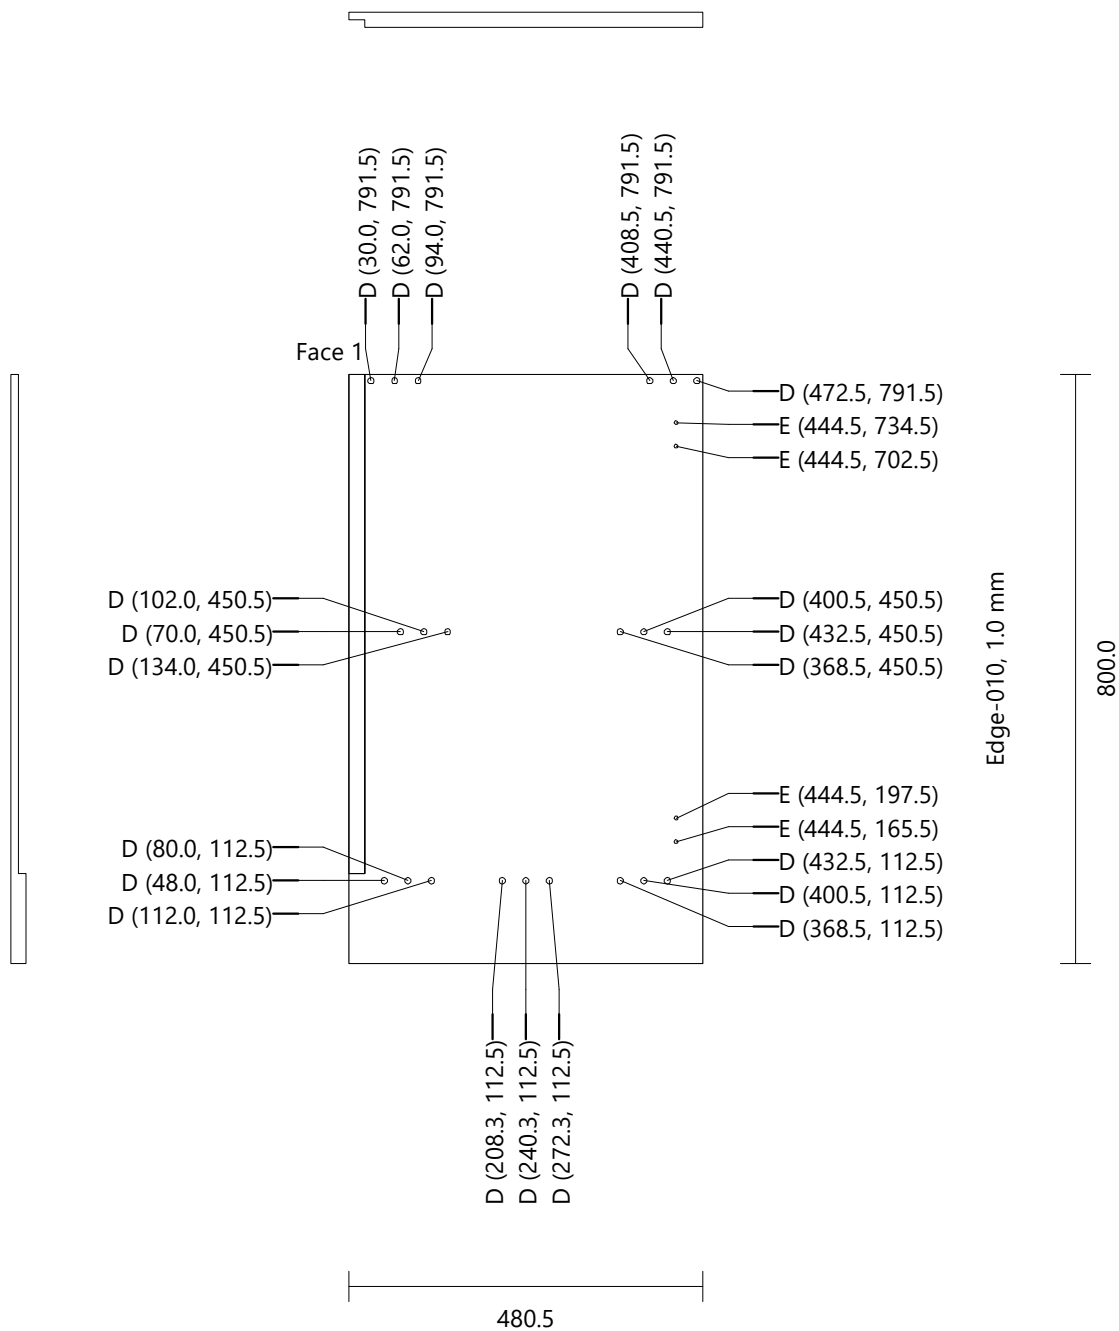 D (30.0, 791.5)
D (62.0, 791.5)
D (94.0, 791.5)
D (408.5, 791.5)
D (440.5, 791.5)
Face 1
D (472.5, 791.5)
E (444.5, 734.5)
E (444.5, 702.5)
D (102.0, 450.5)
D (70.0, 450.5)
D (134.0, 450.5)
D (400.5, 450.5)
D (432.5, 450.5)
D (368.5, 450.5)
Edge-010, 1.0 mm
800.0
E (444.5, 197.5)
E (444.5, 165.5)
D (432.5, 112.5)
D (400.5, 112.5)
D (368.5, 112.5)
D (80.0, 112.5)
D (48.0, 112.5)
D (112.0, 112.5)
D (208.3, 112.5)
D (240.3, 112.5)
D (272.3, 112.5)
480.5